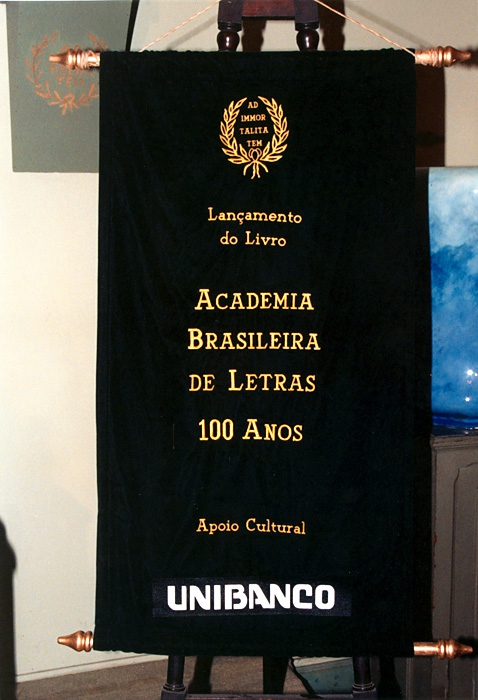 AD
IMMOR
TALITA
TEM
Lançamento
do Livro
ACADEMIA
BRASILEIRA
DE LETRAS
100 ANOS
Apoio Cultural
UNIBANCO